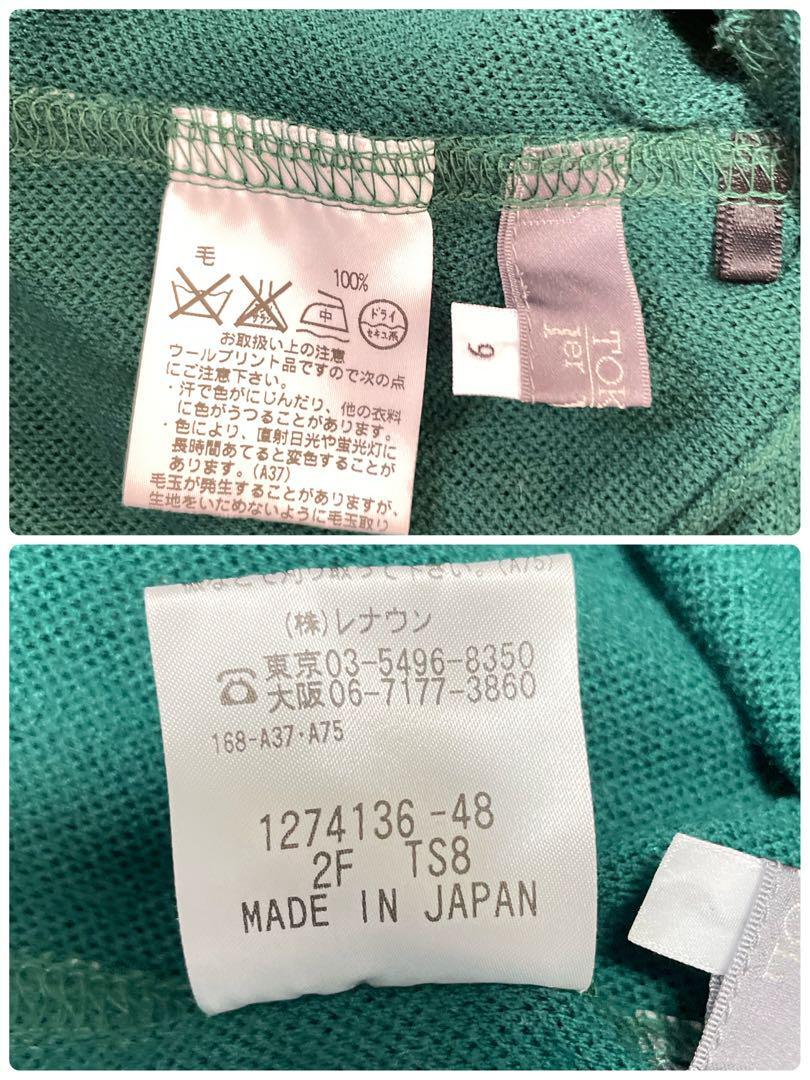 毛
100%
中
ドライ
セキユ系
お取扱い上の注意
ウールプリント品ですので次の点
にご注意下さい。
・汗で色がにじんだり、他の衣料
に色がうつることがあります。
・色により、直射日光や蛍光灯に
長時間あてると変色することが
あります。(A37)
毛玉が発生することがありますが、
生地をいためないように毛玉取り
9
TOK
Ier
取って下さい。(A75)
(株)レナウン
東京03-5496-8350
大阪06-7177-3860
168-A37・A75
1274136-48
2F TS8
MADE IN JAPAN